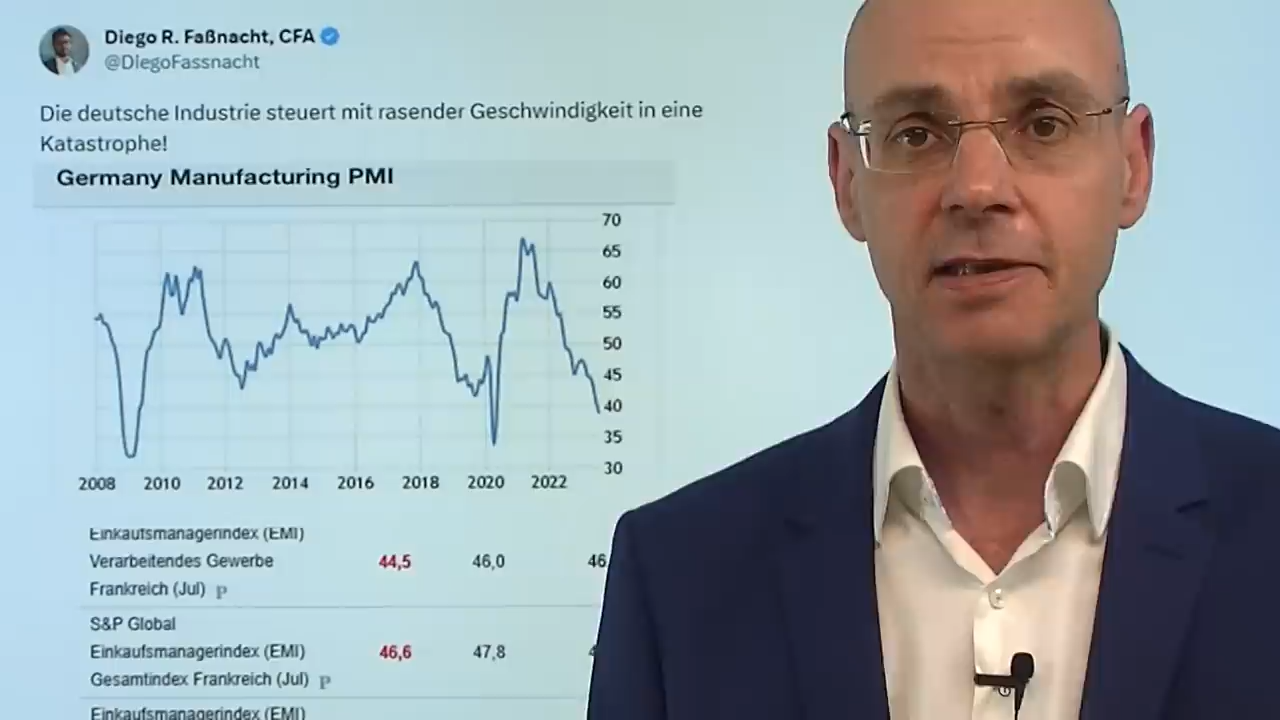 Diego R. Faßnacht, CFA
@DiegoFassnacht
Die deutsche Industrie steuert mit rasender Geschwindigkeit in eine
Katastrophe!
Germany Manufacturing PMI
70
65
60
55
50
45
40
35
30
2008 2010 2012 2014 2016 2018 2020 2022
Einkaufsmanagerindex (EMI)
Verarbeitendes Gewerbe 44,5 46,0 46
Frankreich (Jul) P
S&P Global
Einkaufsmanagerindex (EMI) 46,6 47,8
Gesamtindex Frankreich (Jul) P
Einkaufsmanagerindex (EMI)